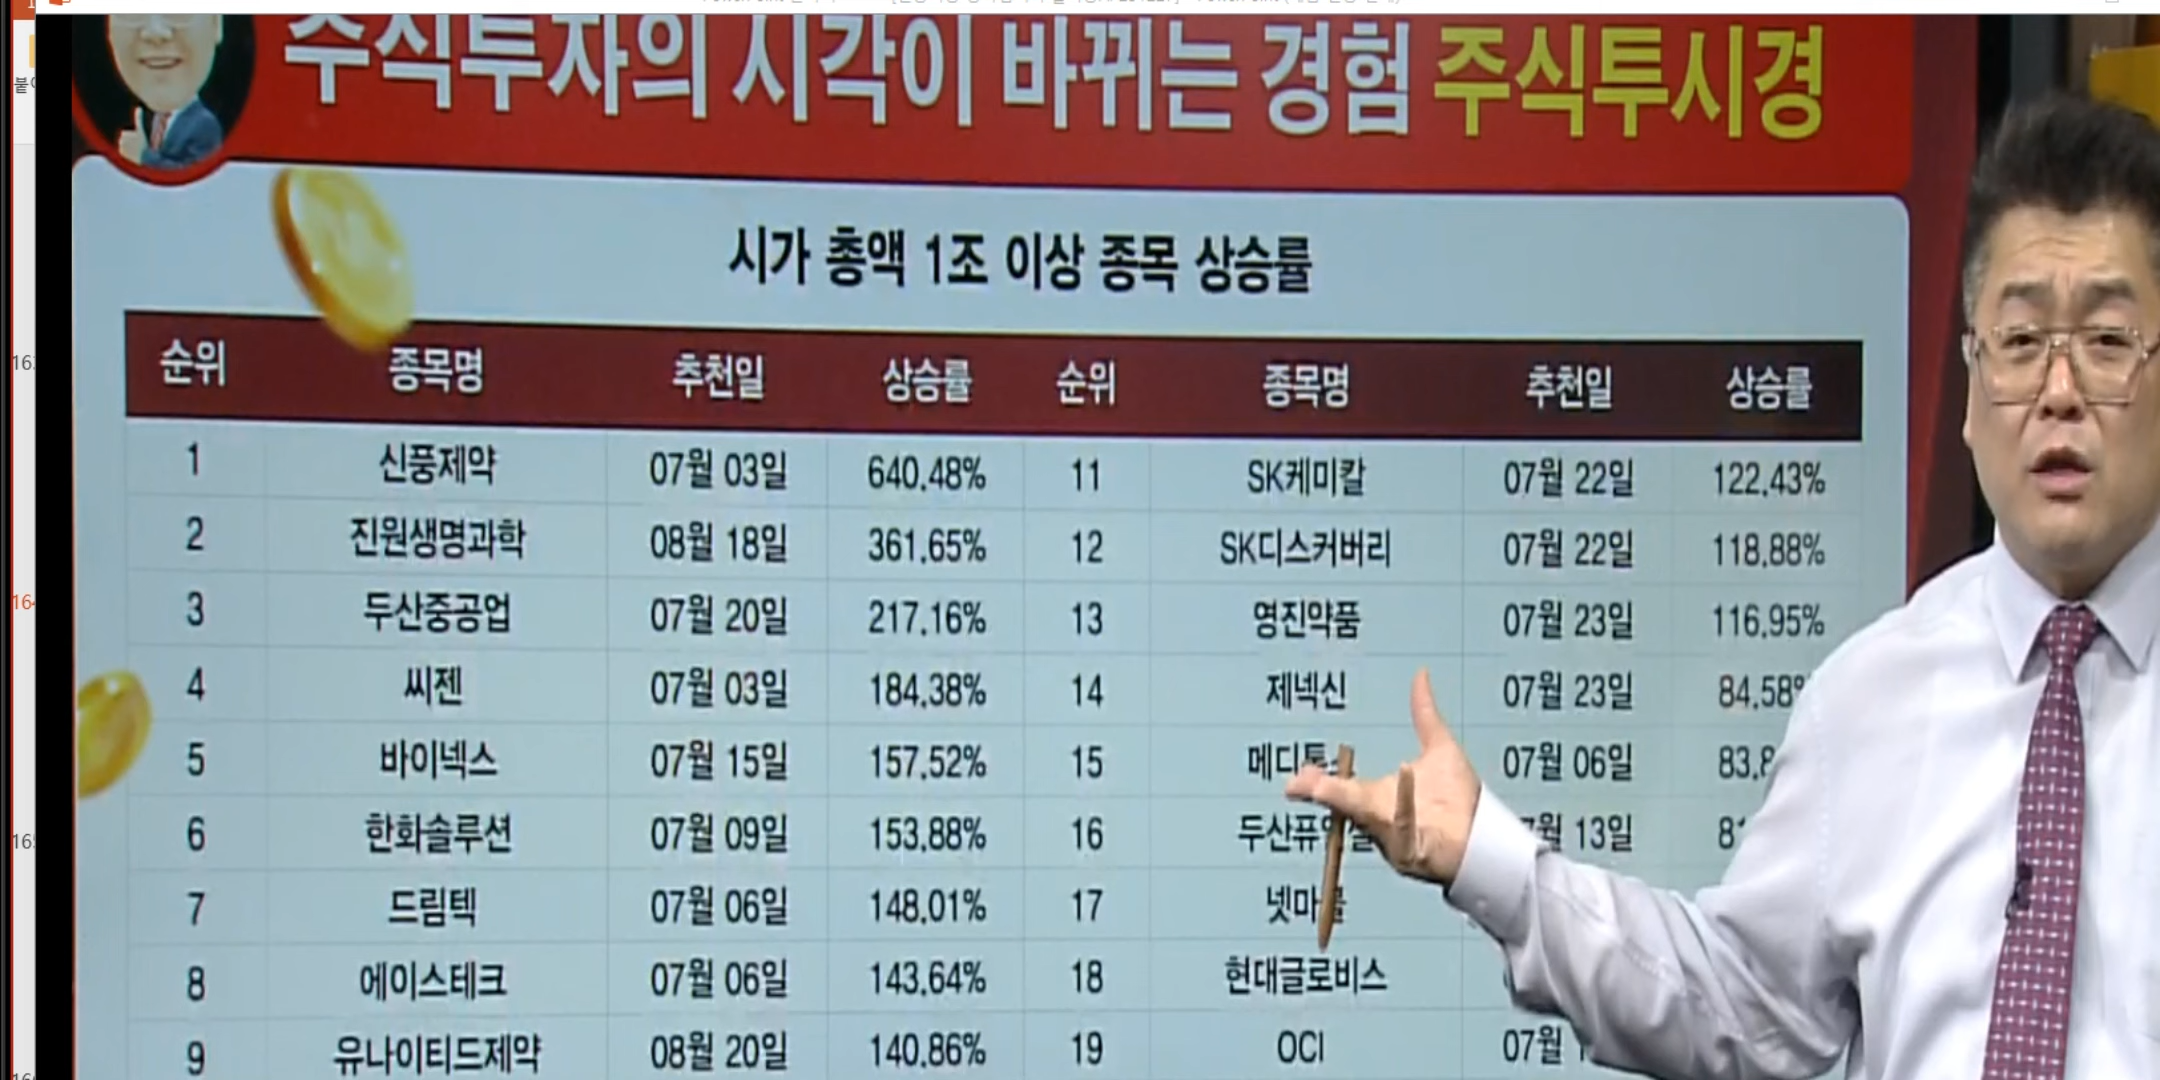 주식투자의 시각이 바뀌는 경험 주식투시경
시가 총액 1조 이상 종목 상승률
순위 종목명 추천일 상승률 순위 종목명 추천일 상승률
1 신풍제약 07월 03일 640.48% 11 SK케미칼 07월 22일 122.43%
2 진원생명과학 08월 18일 361.65% 12 SK디스커버리 07월 22일 118.88%
3 두산중공업 07월 20일 217.16% 13 영진약품 07월 23일 116.95%
4 씨젠 07월 03일 184.38% 14 제넥신 07월 23일 84.58%
5 바이넥스 07월 15일 157.52% 15 07월 06일
6 한화솔루션 07월 09일 153.88% 16 13일
7 드림텍 07월 06일 148.01% 17 넷마블
8 에이스테크 07월 06일 143.64% 18 현대글로비스
9 유나이티드제약 08월 20일 140.86% 19 OCI 07월